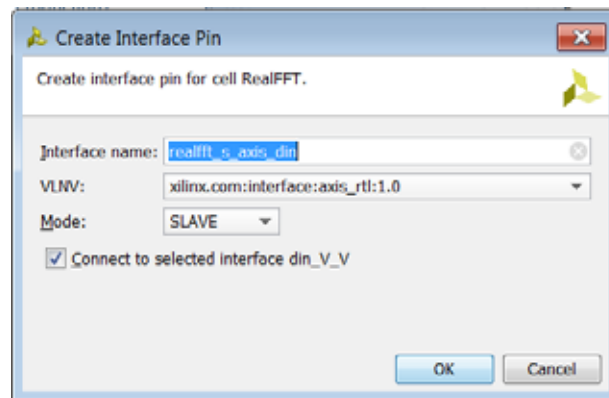 Create Interface Pin
Create interface pin for cell RealFFT.
Interface name: realfft_s_axis_din
VLNV: xilinx.com:interface:axis_rtl:1.0
Mode: SLAVE
Connect to selected interface din_V_V
OK Cancel